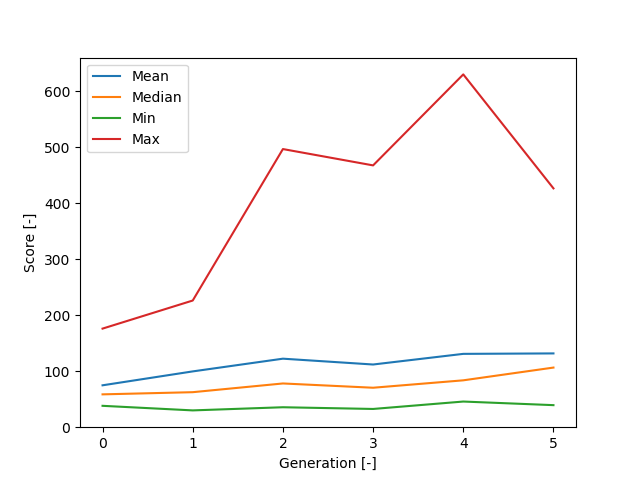 Mean
Median
Min
Max
600
500
400
300
200
100
0
Score [-]
0 1 2 3 4 5
Generation [-]